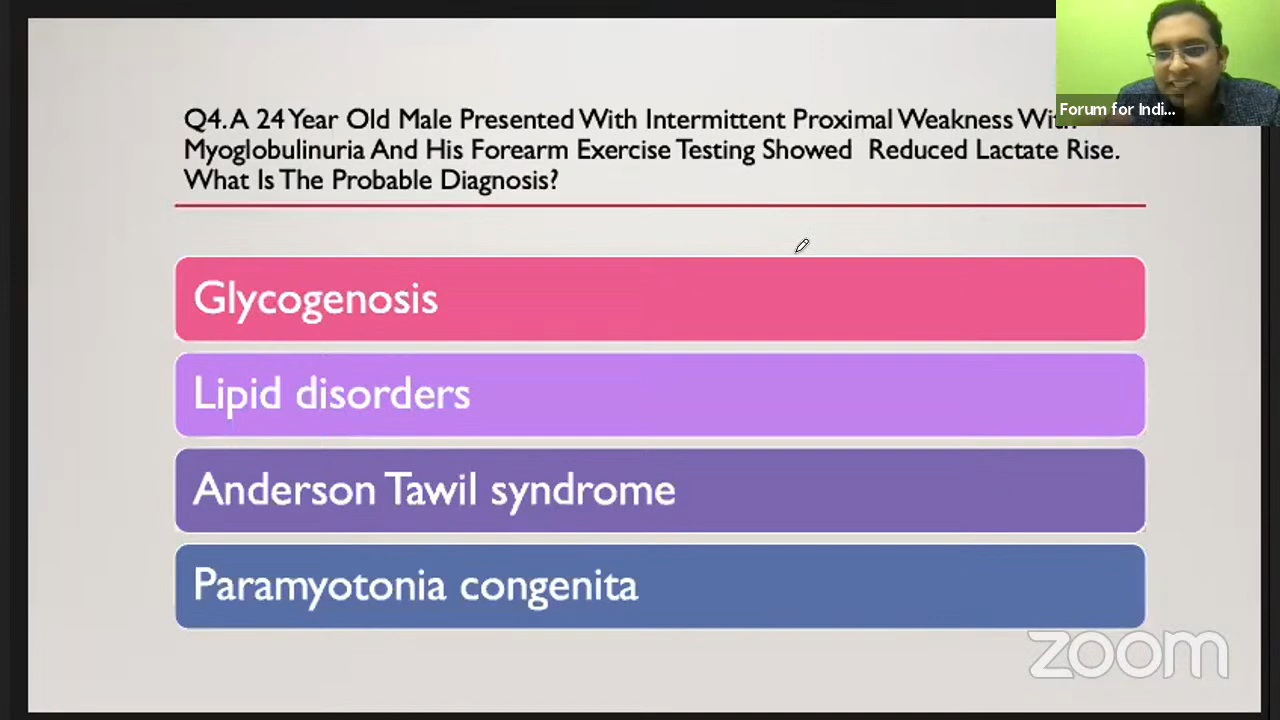 Q4. A 24 Year Old Male Presented With Intermittent Proximal Weakness With
Myoglobulinuria And His Forearm Exercise Testing Showed Reduced Lactate Rise.
What Is The Probable Diagnosis?
Forum for Indi...
Glycogenosis
Lipid disorders
Anderson Tawil syndrome
Paramyotonia congenita
zoom